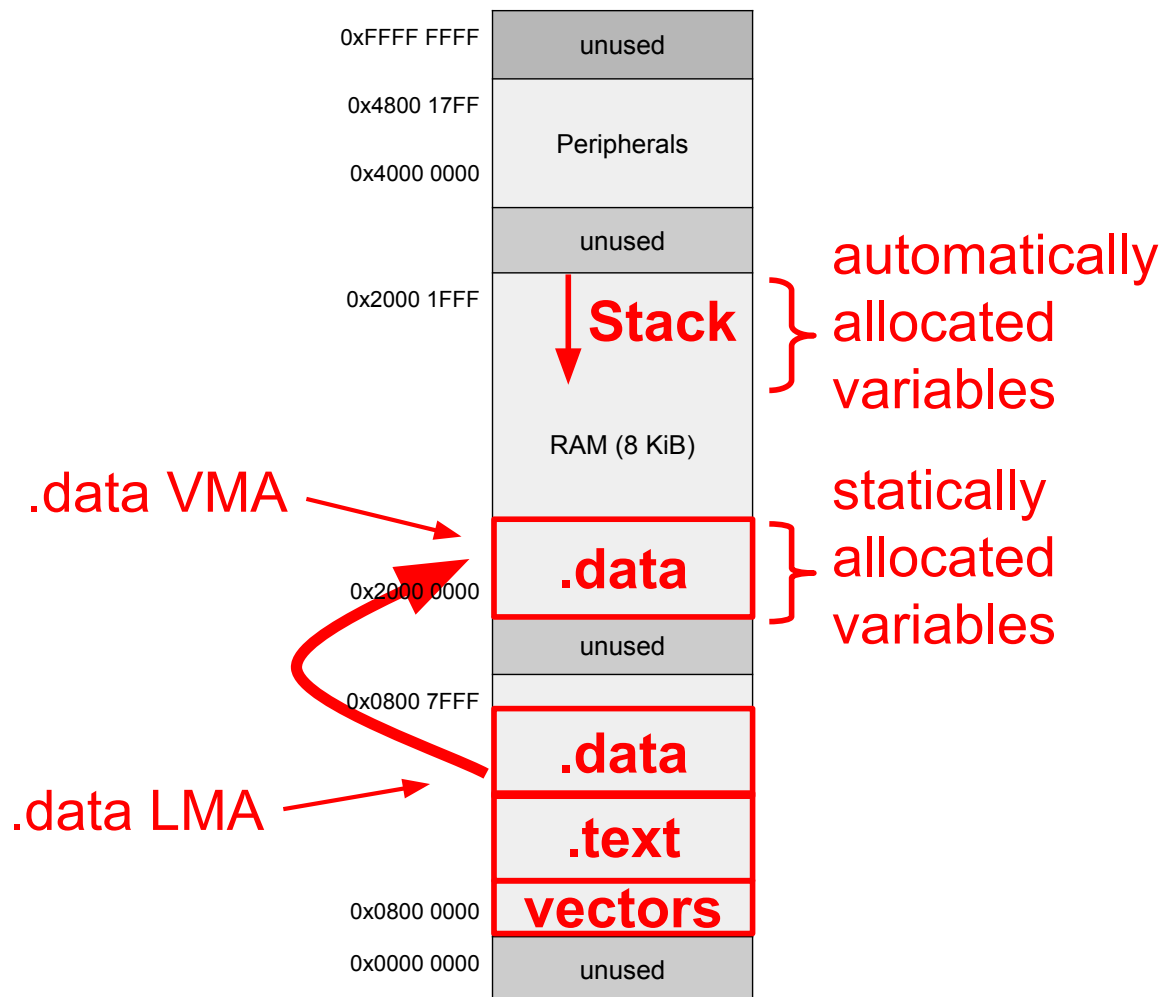 0xFFFF FFFF
unused
0x4800 17FF
Peripherals
0x4000 0000
unused
automatically
0x2000 1FFF
Stack
allocated
variables
RAM (8 KiB)
.data VMA
statically
.data
allocated
0x2000 0000
variables
unused
0x0800 7FFF
.data
.data LMA
.text
vectors
0x0800 0000
0x0000 0000
unused